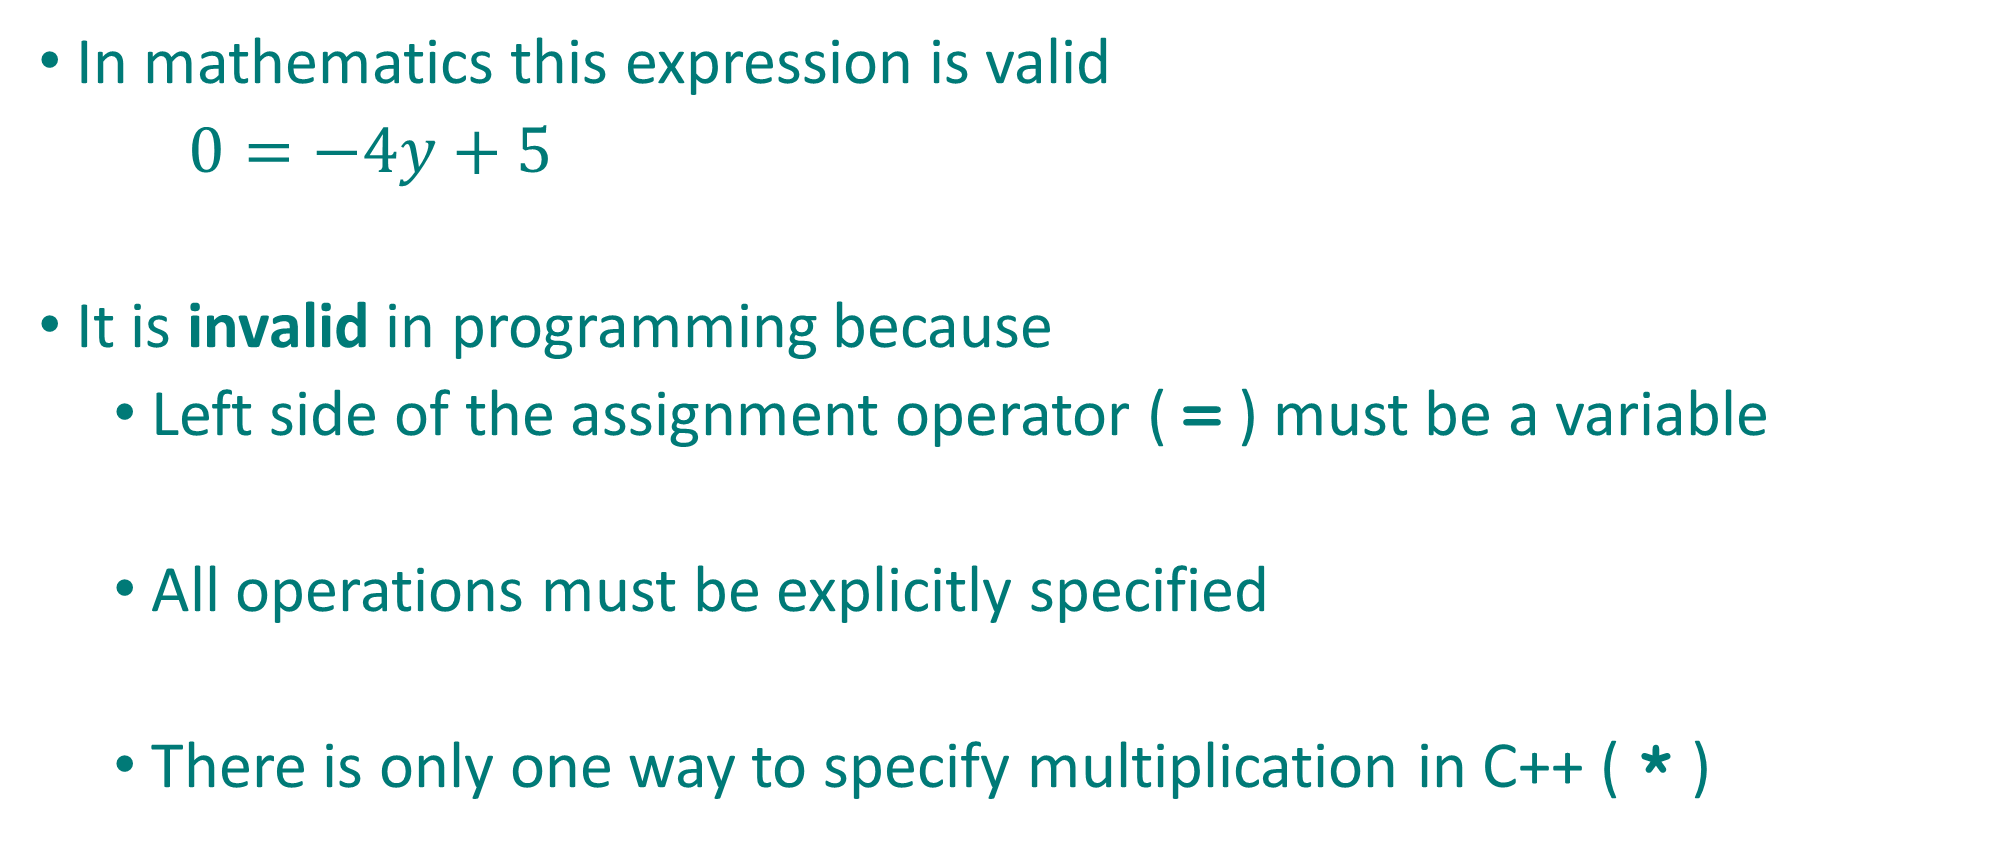 • In mathematics this expression is valid
0 = −4y + 5
• It is invalid in programming because
• Left side of the assignment operator ( = ) must be a variable
• All operations must be explicitly specified
• There is only one way to specify multiplication in C++ ( * )